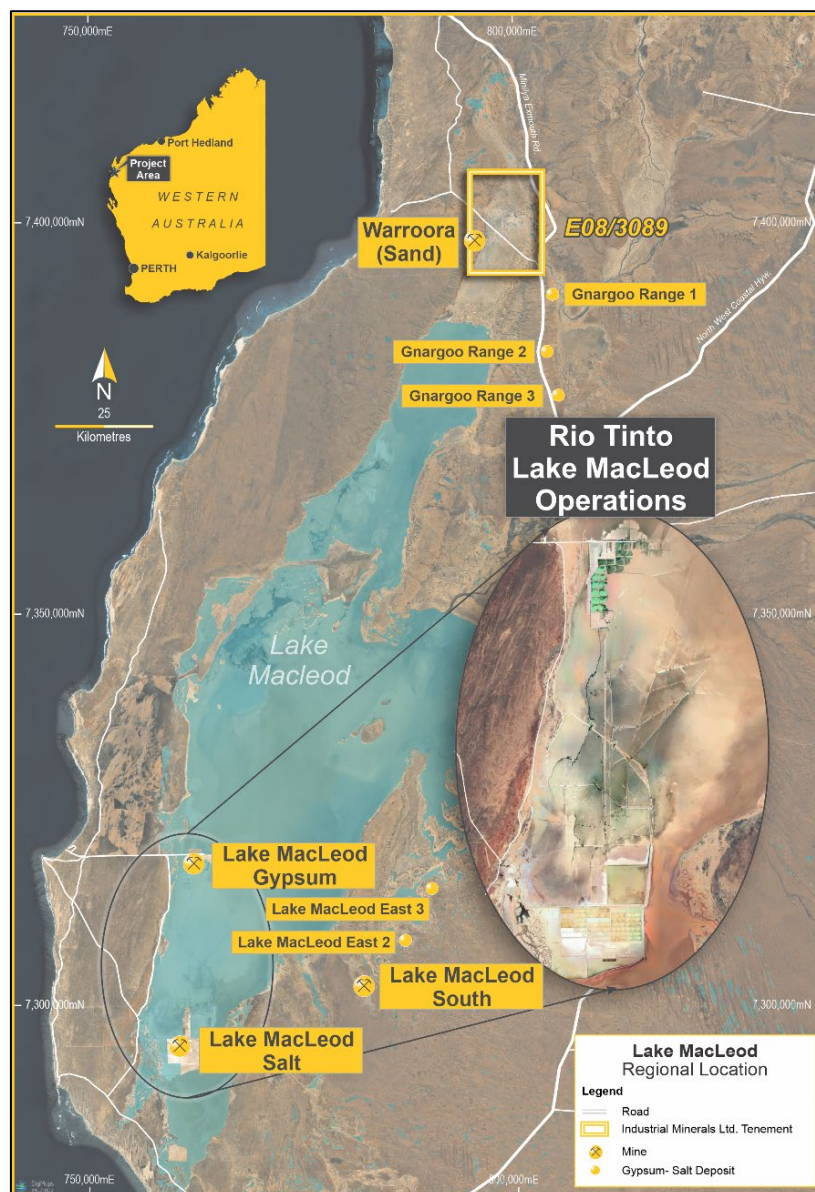 750,000mE
800,000mE
Port Hedland
Project
Area
WESTERN
AUSTRALIA
Kalgoorlie
PERTH
Minilya Exmouth Rd
7,400,000mN
7,400,000mN
Warroora
(Sand)
E08/3089
Gnargoo Range 1
North West Coastal Hyw.
Gnargoo Range 2
N
25
Kilometres
Gnargoo Range 3
Rio Tinto
Lake MacLeod
Operations
7,350,000mN
7,350,000mN
Lake
Macleod
Lake MacLeod
Gypsum
Lake MacLeod East 3
Lake MacLeod East 2
Lake MacLeod
South
7,300,000mN
7,300,000mN
Lake MacLeod
Salt
Lake MacLeod
Regional Location
Legend
Road
Industrial Minerals Ltd. Tenement
Mine
Gypsum- Salt Deposit
750,000mE
800,000mE